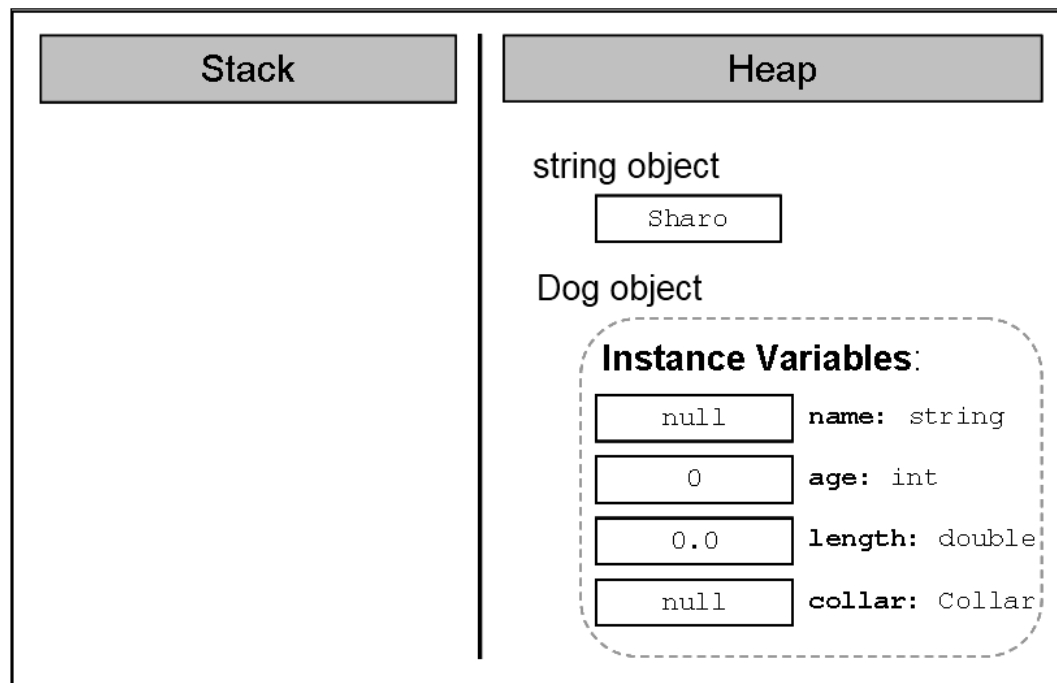 Stack
Heap
string object
Sharo
Dog object
Instance Variables:
null name: string
0 age: int
0.0 length: double
null collar: Collar